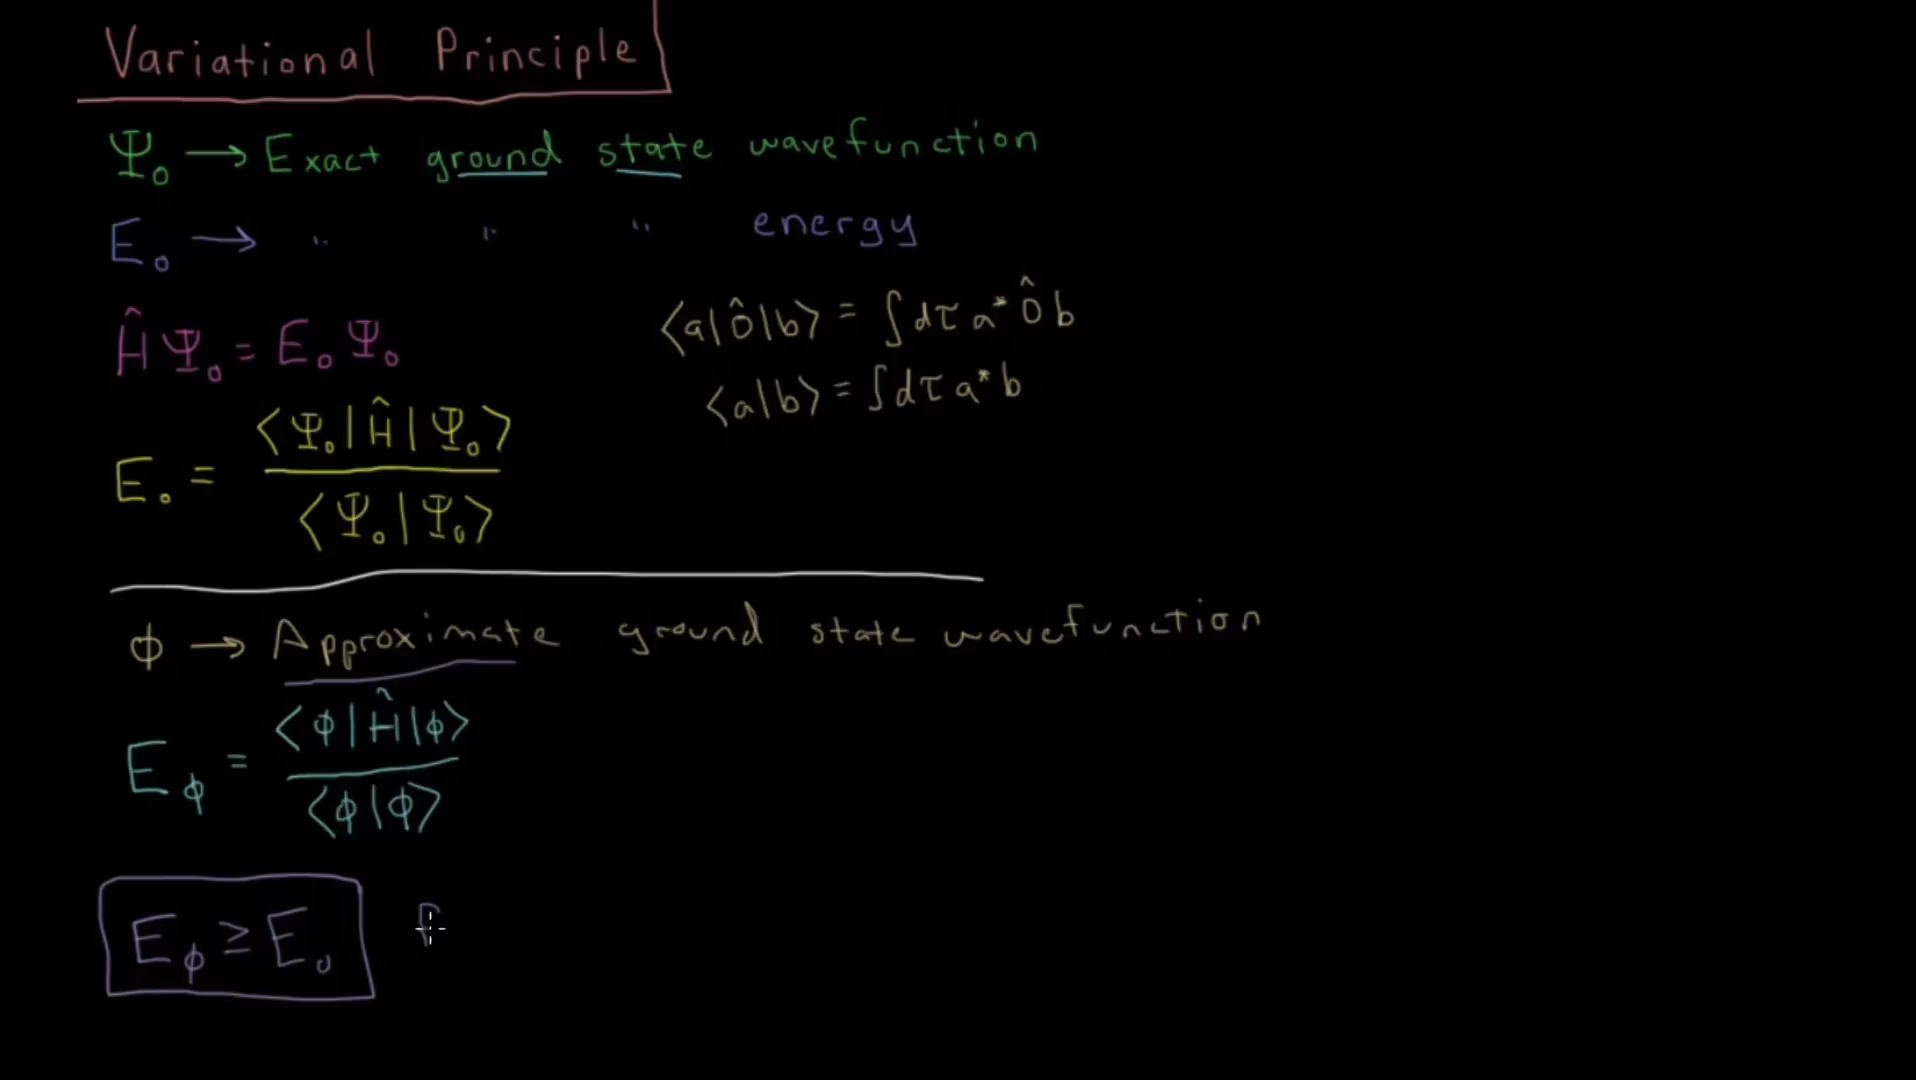 Variational Principle
Ψ₀ → Exact ground state wavefunction
E₀ → " " " energy
ĤΨ₀ = E₀Ψ₀
⟨a|Ô|b⟩ = ∫dτ a* Ô b
⟨a|b⟩ = ∫dτ a* b
E₀ = ⟨Ψ₀|Ĥ|Ψ₀⟩
⟨Ψ₀|Ψ₀⟩
ϕ → Approximate ground state wavefunction
E_ϕ = ⟨ϕ|Ĥ|ϕ⟩
⟨ϕ|ϕ⟩
E_ϕ ≥ E₀